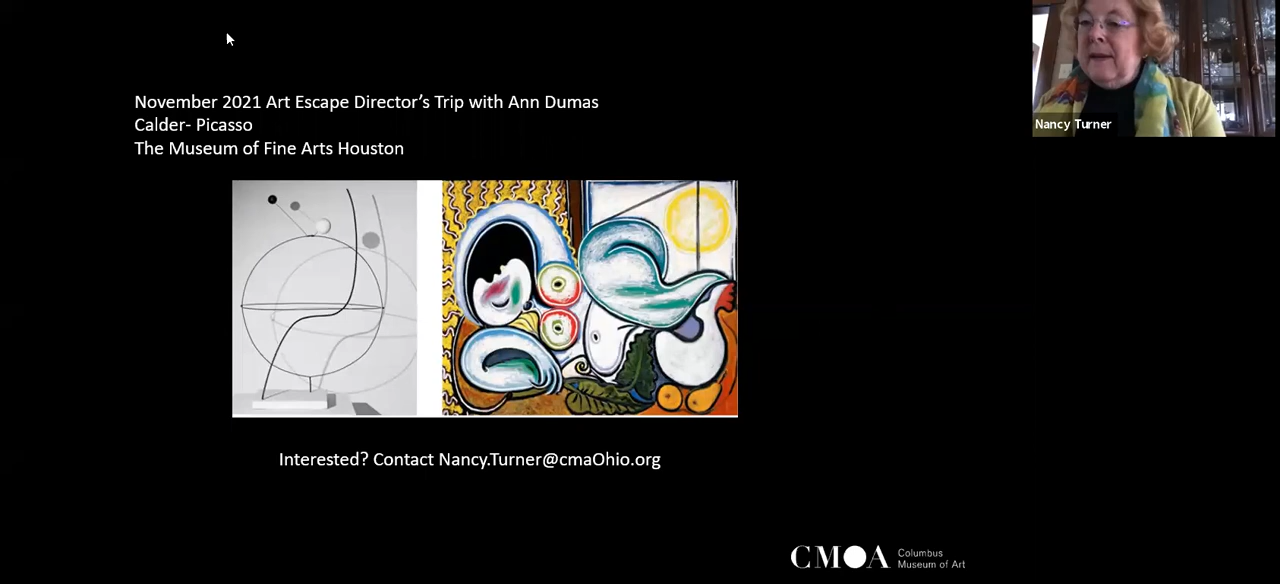 November 2021 Art Escape Director's Trip with Ann Dumas
Calder- Picasso
The Museum of Fine Arts Houston
Nancy Turner
Interested? Contact Nancy.Turner@cmaOhio.org
CMOA Columbus
Museum of Art